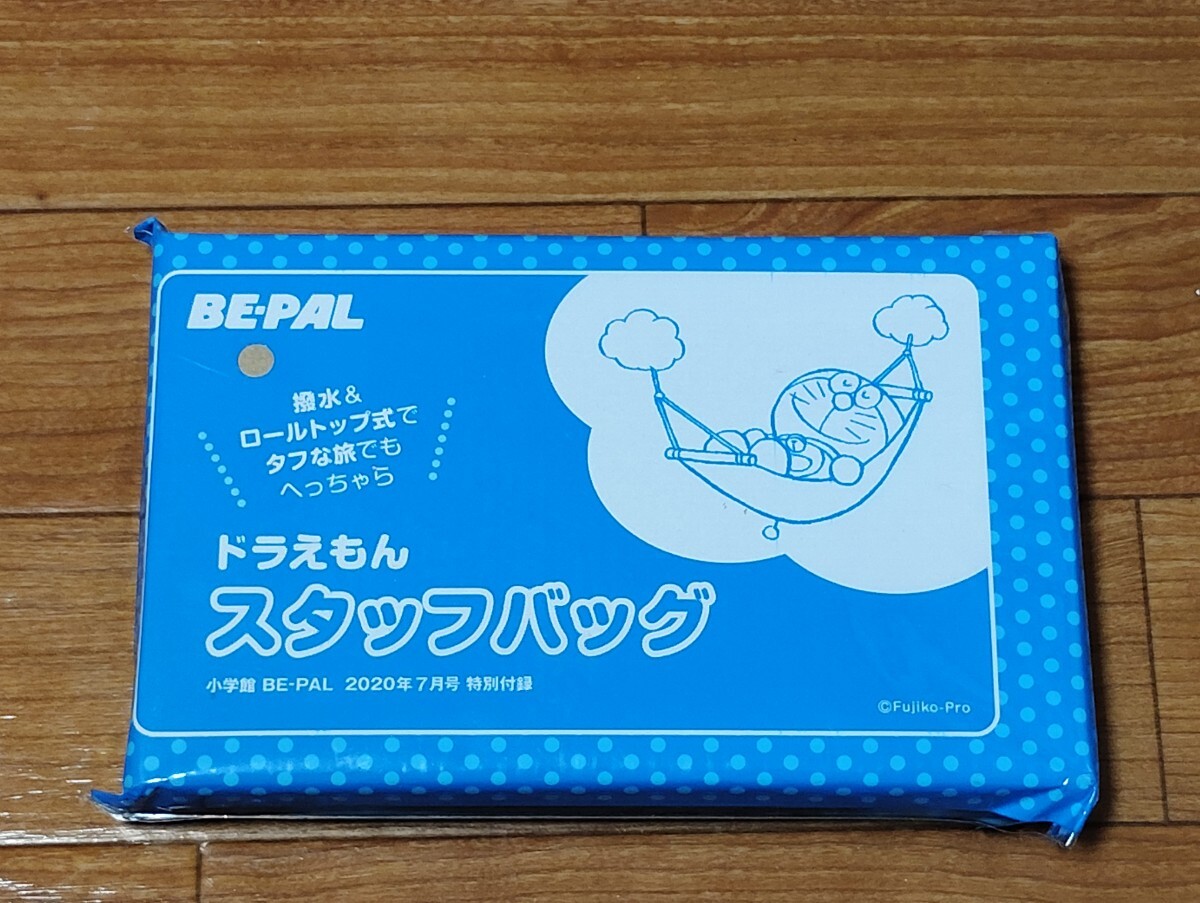 BE-PAL
撥水&
ロールトップ式で
タフな旅でも
へっちゃら
ドラえもん
スタッフバッグ
小学館 BE-PAL 2020年7月号 特別付録
©Fujiko-Pro